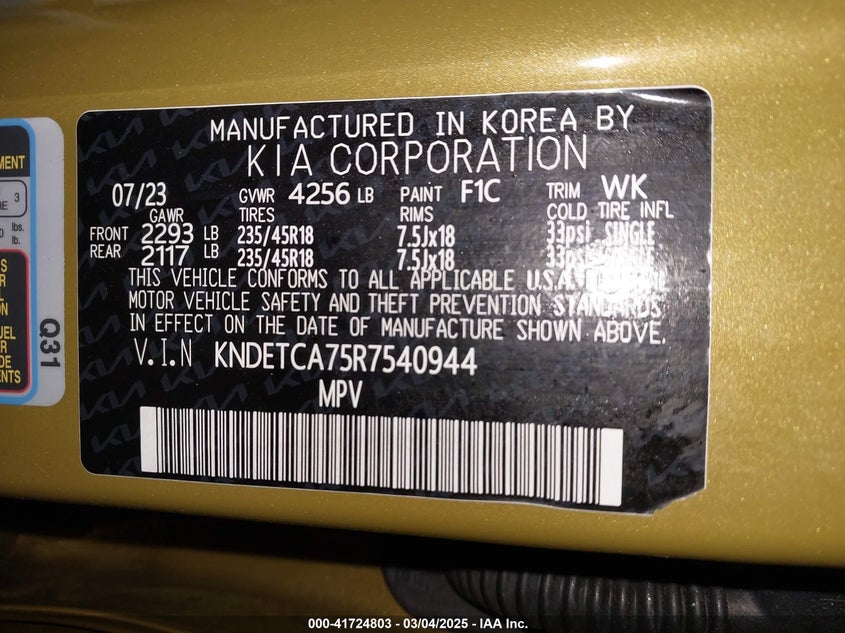 MANUFACTURED IN KOREA BY
KIA CORPORATION
07/23 GVWR 4256 LB PAINT F1C TRIM WK
GAWR TIRES RIMS COLD TIRE INFL
FRONT 2293 LB 235/45R18 7.5Jx18 33psi SINGLE
REAR 2117 LB 235/45R18 7.5Jx18 33psi
THIS VEHICLE CONFORMS TO ALL APPLICABLE U.S.A.
MOTOR VEHICLE SAFETY AND THEFT PREVENTION STANDARDS
IN EFFECT ON THE DATE OF MANUFACTURE SHOWN ABOVE.
V.I.N KNDETCA75R7540944
MPV
Q31
000-41724803 - 03/04/2025 - IAA Inc.